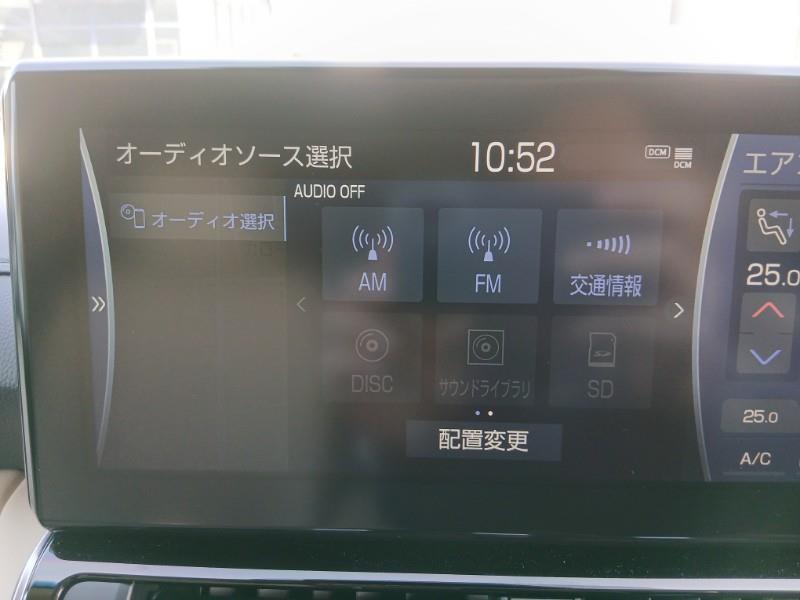 オーディオソース選択
10:52
DCM
DCM
エア
AUDIO OFF
オーディオ選択
AM
FM
交通情報
25.0
DISC
サウンドライブラリ
SD
25.0
配置変更
A/C